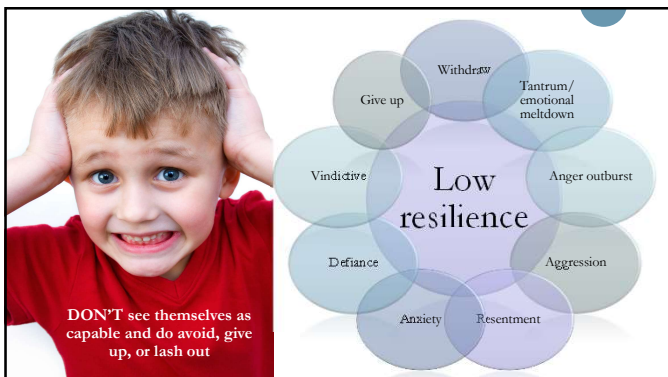 Withdraw
Tantrum/
emotional
meltdown
Give up
Vindictive
Low
resilience
Anger outburst
Defiance
Aggression
Anxiety
Resentment
DON'T see themselves as
capable and do avoid, give
up, or lash out